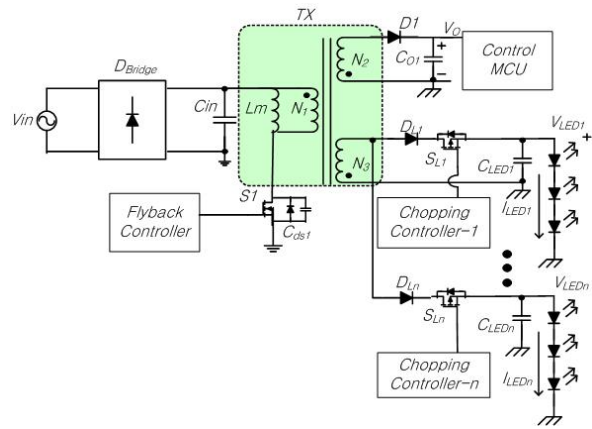 TX
D1
VO
DBridge
N2
CO1
+
-
Control
MCU
Vin
Cin
Lm
N1
N3
DL1
SL1
CLED1
VLED1
+
ILED1
S1
Cds1
Flyback
Controller
Chopping
Controller-1
DLn
SLn
CLEDn
VLEDn
ILEDn
Chopping
Controller-n